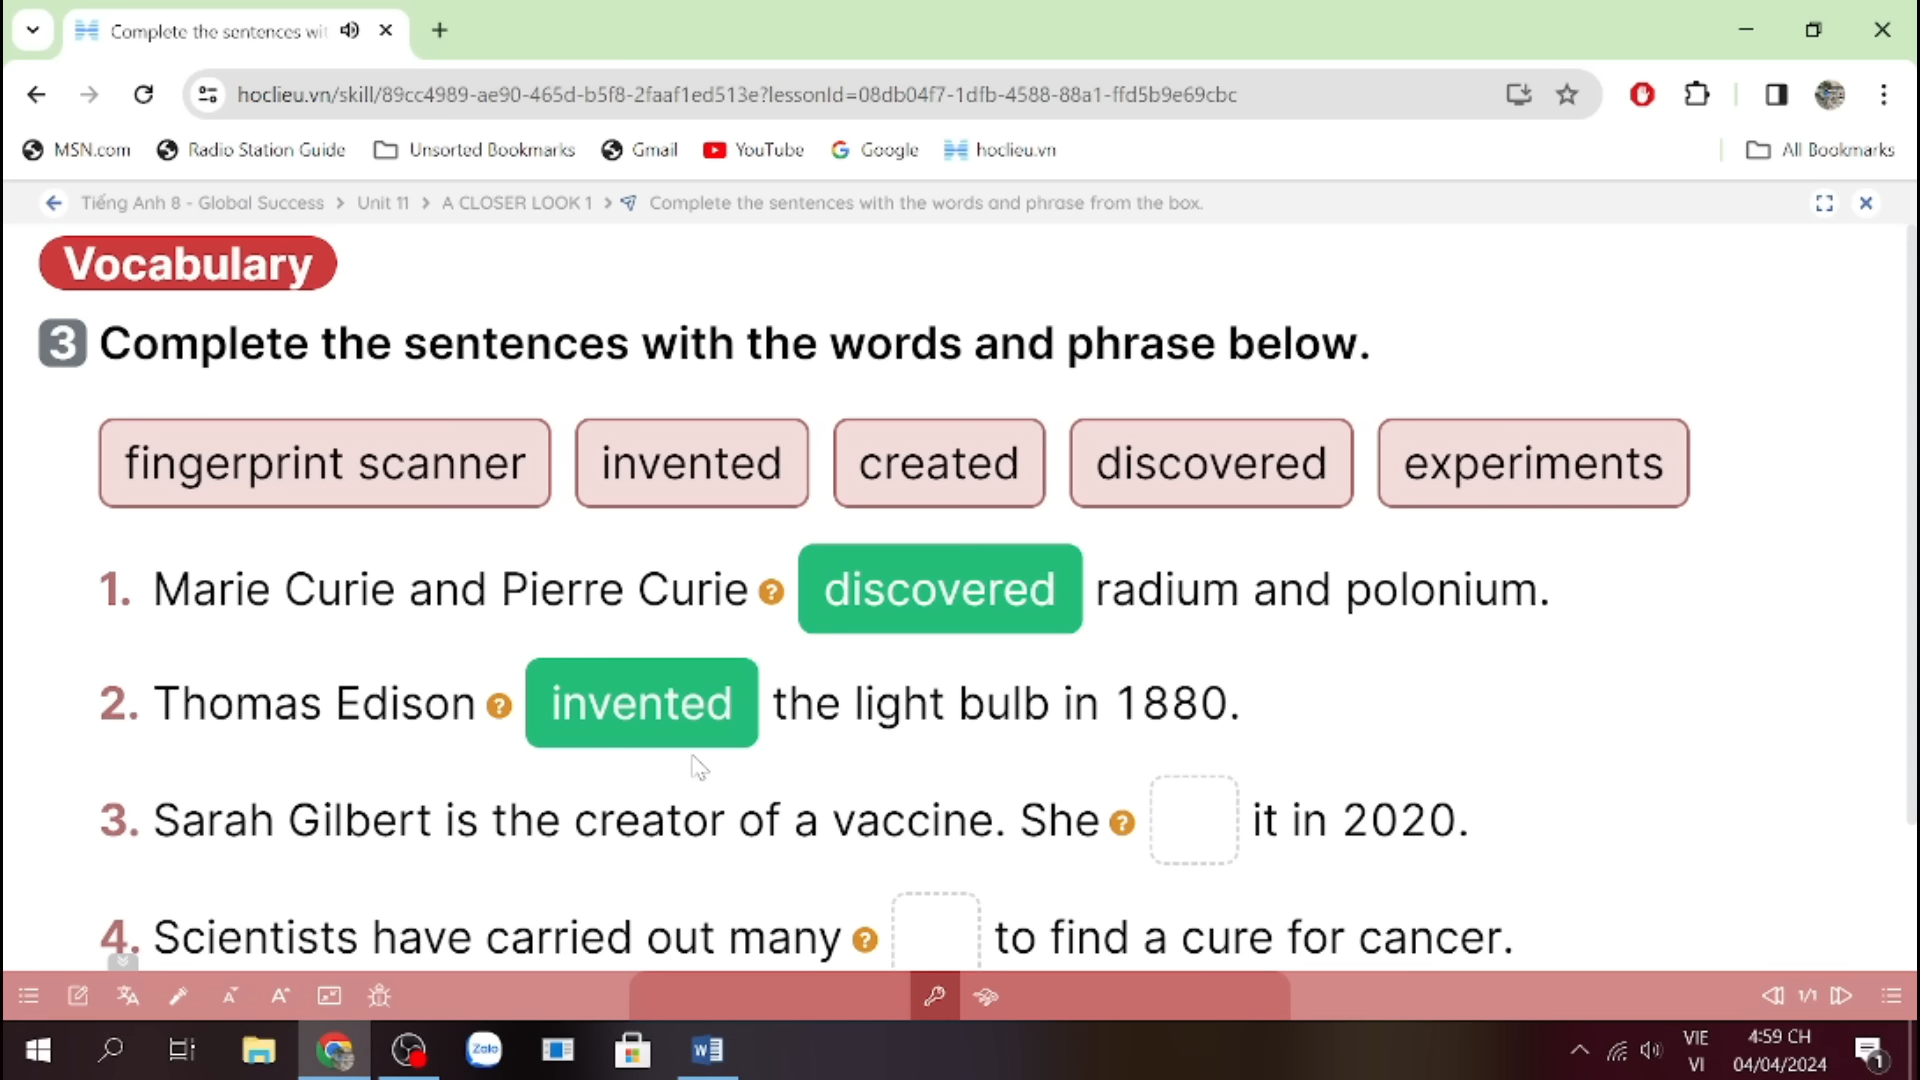 Complete the sentences wit
hoclieu.vn/skill/89cc4989-ae90-465d-b5f8-2faaf1ed513e?lessonId=08db04f7-1dfb-4588-88a1-ffd5b9e69cbc
MSN.com Radio Station Guide Unsorted Bookmarks Gmail YouTube Google hoclieu.vn All Bookmarks
Tiếng Anh 8 - Global Success > Unit 11 > A CLOSER LOOK 1 > Complete the sentences with the words and phrase from the box.
Vocabulary
3 Complete the sentences with the words and phrase below.
fingerprint scanner invented created discovered experiments
1. Marie Curie and Pierre Curie ? discovered radium and polonium.
2. Thomas Edison ? invented the light bulb in 1880.
3. Sarah Gilbert is the creator of a vaccine. She ? it in 2020.
4. Scientists have carried out many ? to find a cure for cancer.
1/1
VIE 4:59 CH
VI 04/04/2024
Zalo
1